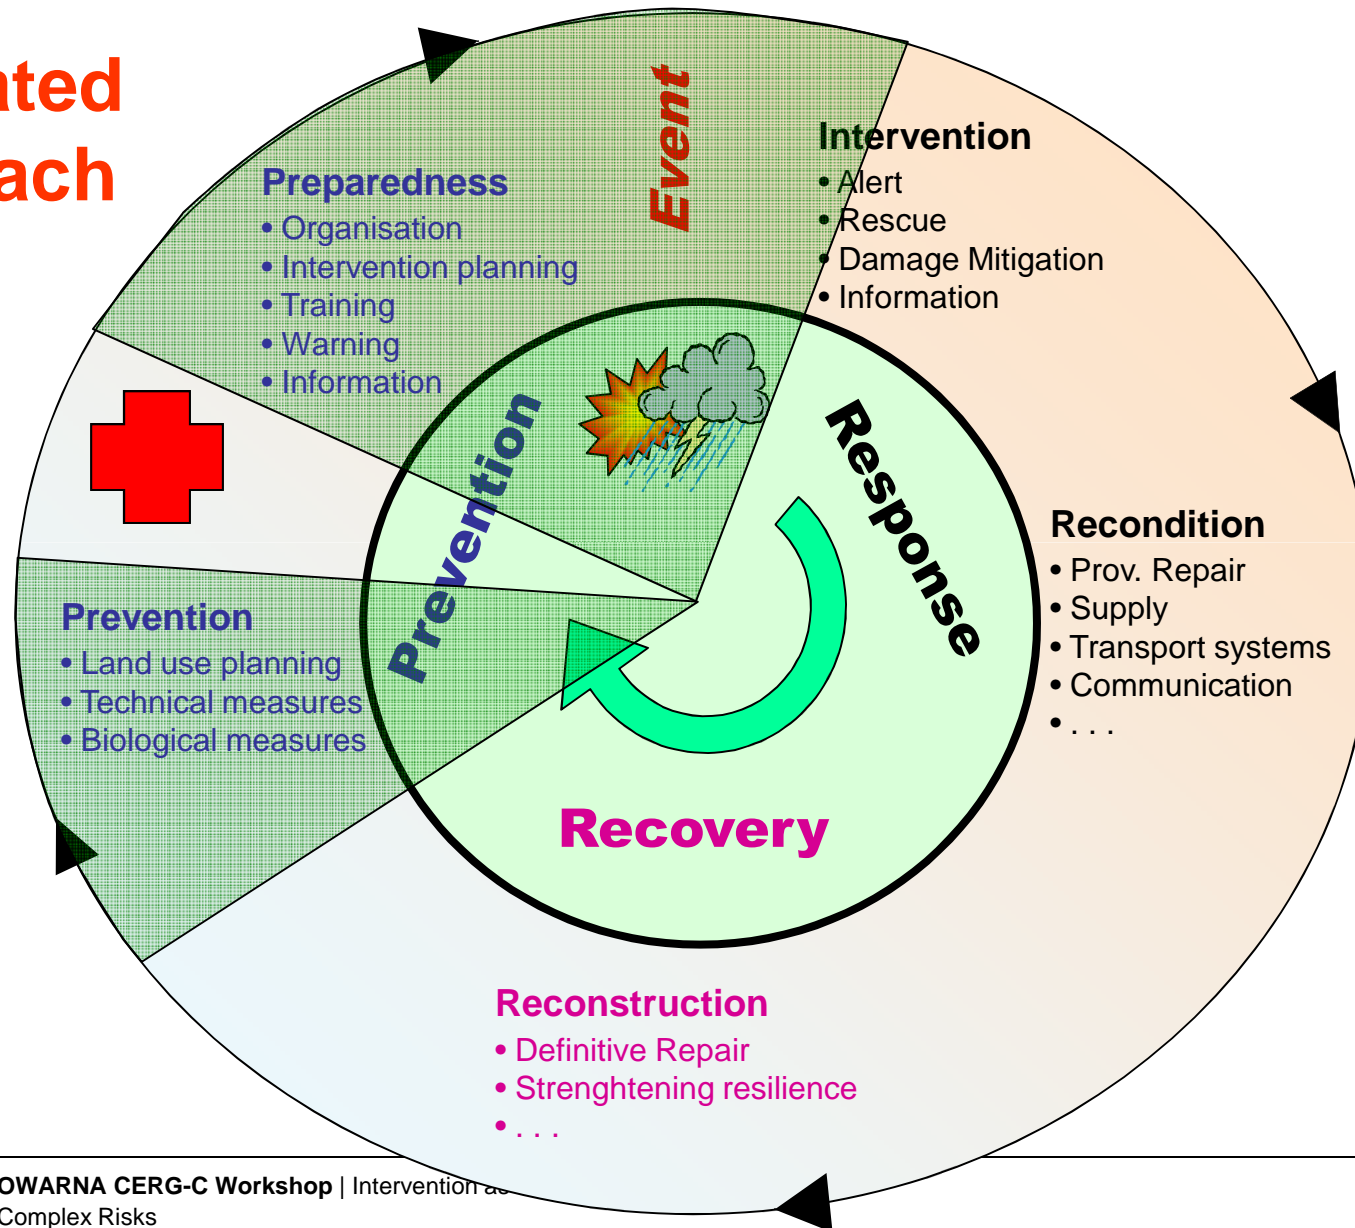 ated
ach
Event
Intervention
• Alert
• Rescue
• Damage Mitigation
• Information
Preparedness
• Organisation
• Intervention planning
• Training
• Warning
• Information
Prevention
Response
Recondition
• Prov. Repair
• Supply
• Transport systems
• Communication
• . . .
Prevention
• Land use planning
• Technical measures
• Biological measures
Recovery
Reconstruction
• Definitive Repair
• Strenghtening resilience
• . . .
OWARNA CERG-C Workshop | Intervention
Complex Risks